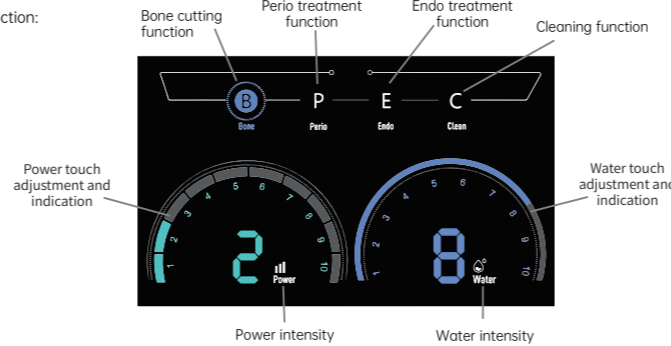 ction:
Bone cutting
function
Perio treatment
function
Endo treatment
function
Cleaning function
B
P
E
C
Bone
Perio
Endo
Clean
Power touch
adjustment and
indication
1
2
3
4
5
6
7
8
9
10
2
Power
1
2
3
4
5
6
7
8
9
10
8
Water
Water touch
adjustment and
indication
Power intensity
Water intensity